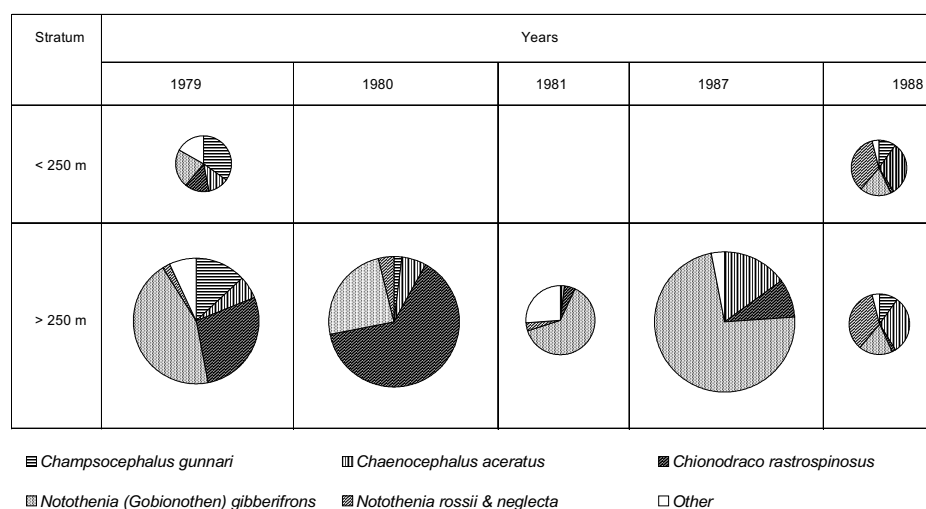 Stratum
Years
1979 1980 1981 1987 1988
< 250 m
> 250 m
Champsocephalus gunnari Chaenocephalus aceratus Chionodraco rastrospinosus
Notothenia (Gobionothen) gibberifrons Notothenia rossii & neglecta Other